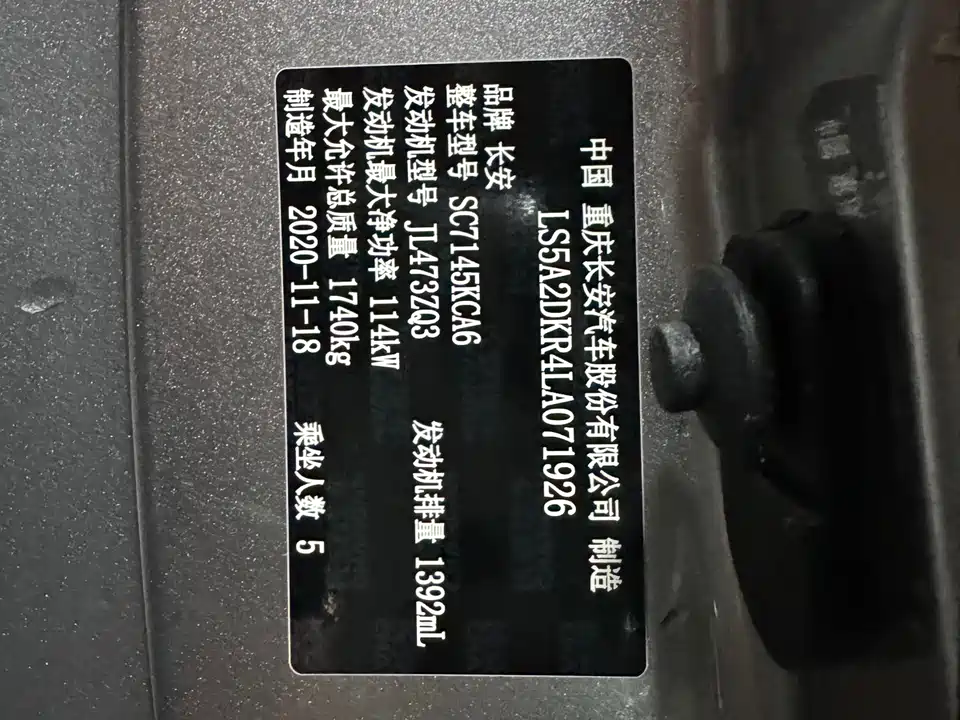 中国 重庆长安汽车股份有限公司 制造
LS5A2DKR4LA071926
品牌 长安
整车型号 SC7145KCA6
发动机型号 JL473ZQ3 发动机排量 1392mL
发动机最大净功率 114kW
最大允许总质量 1740kg
制造年月 2020-11-18 乘坐人数 5